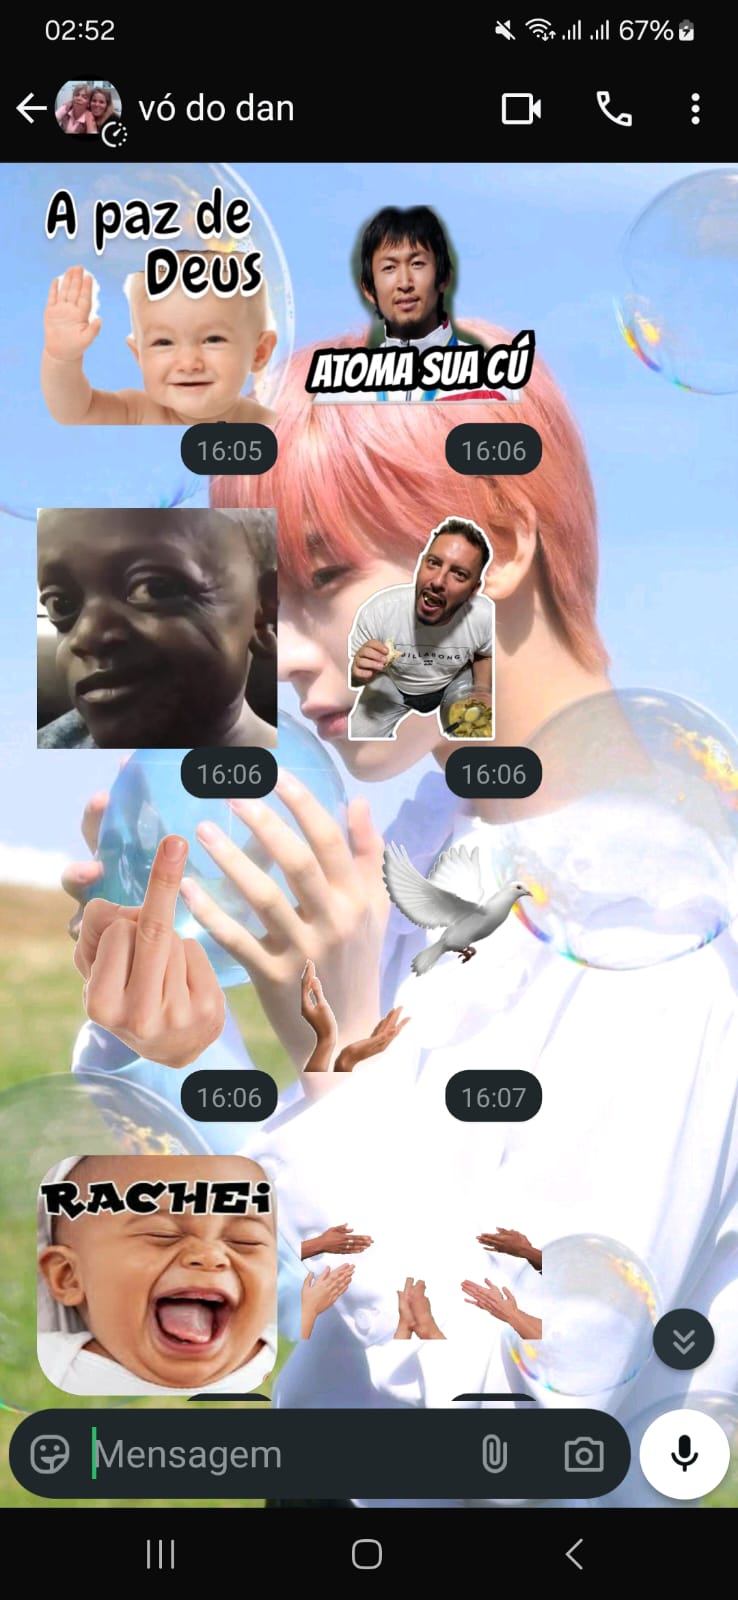 02:52
67%
vó do dan
A paz de
Deus
ATOMA SUA CÚ
16:05
16:06
BILLABONG
16:06
16:06
16:06
16:07
RACHEi
Mensagem